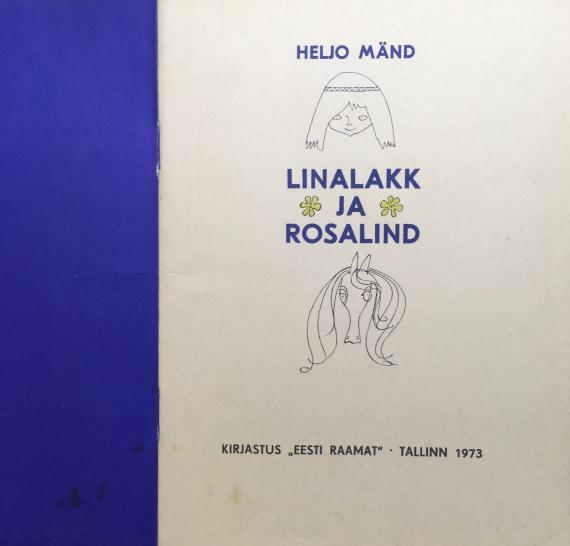 HELJO MÄND
LINALAKK
JA
ROSALIND
KIRJASTUS „EESTI RAAMAT“ · TALLINN 1973